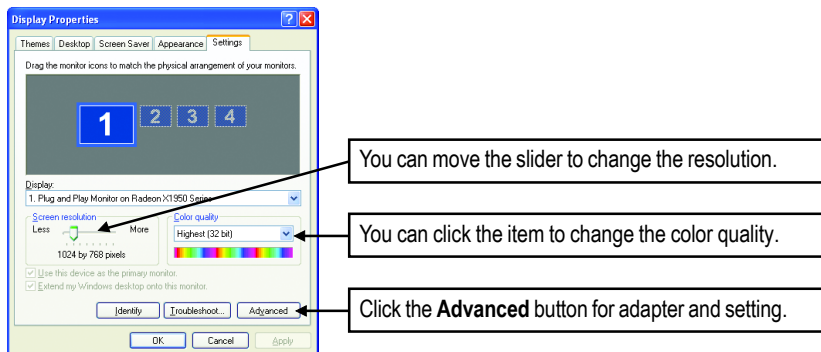 Display Properties
Themes Desktop Screen Saver Appearance Settings
Drag the monitor icons to match the physical arrangement of your monitors.
1 2 3 4
Display:
1. Plug and Play Monitor on Radeon X1950 Series
Screen resolution
Less More
1024 by 768 pixels
Color quality
Highest (32 bit)
Use this device as the primary monitor.
Extend my Windows desktop onto this monitor.
Identify Troubleshoot... Advanced
OK Cancel Apply
You can move the slider to change the resolution.
You can click the item to change the color quality.
Click the Advanced button for adapter and setting.